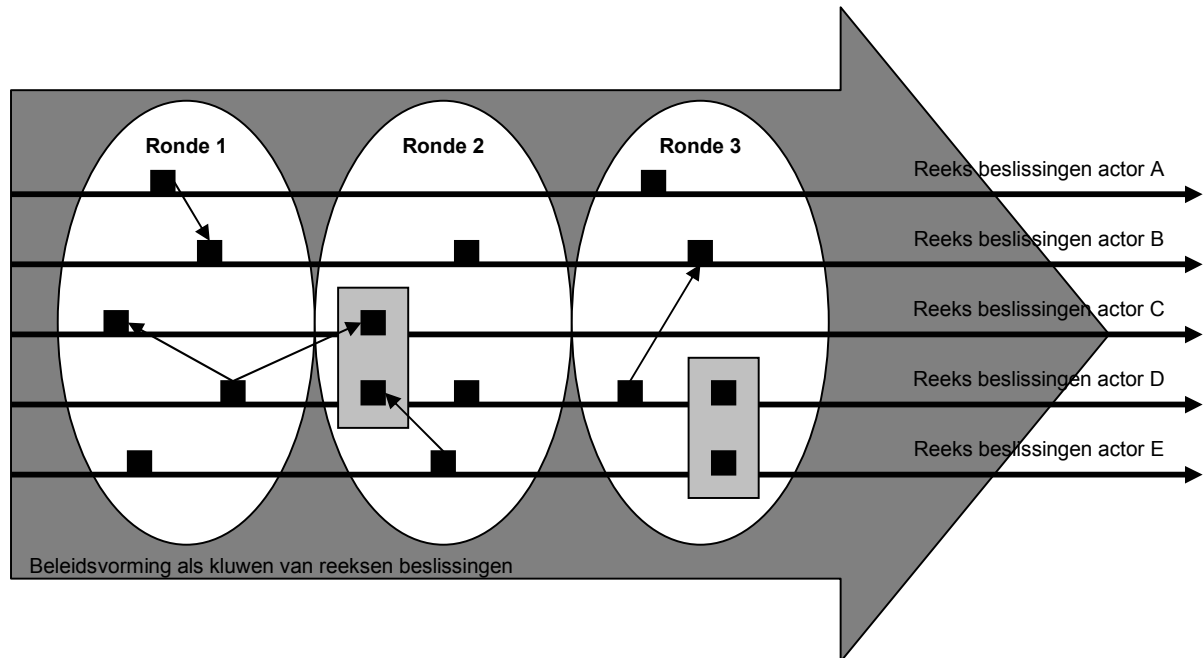 Ronde 1
Ronde 2
Ronde 3
Reeks beslissingen actor A
Reeks beslissingen actor B
Reeks beslissingen actor C
Reeks beslissingen actor D
Reeks beslissingen actor E
Beleidsvorming als kluwen van reeksen beslissingen